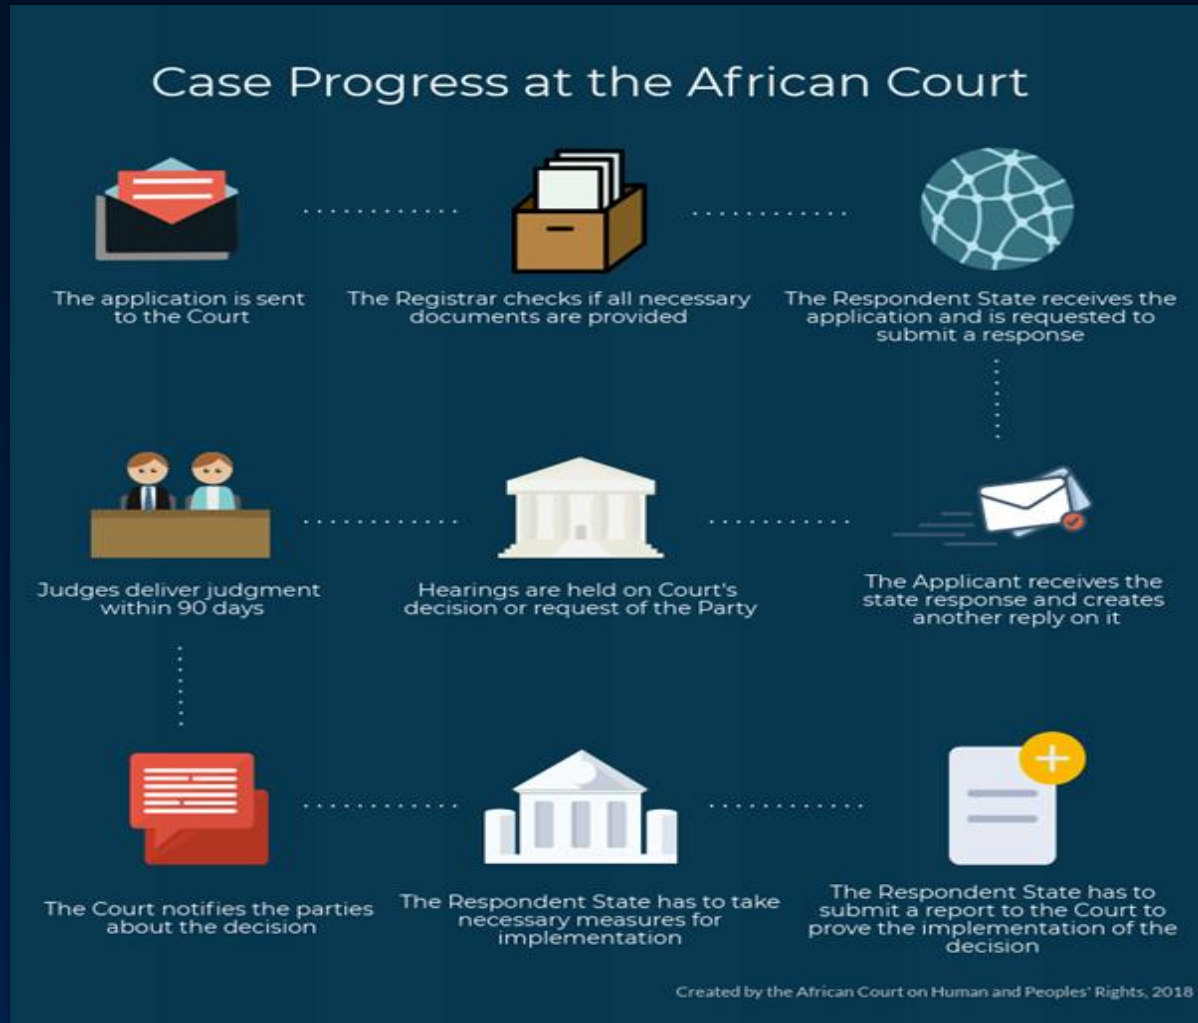 Case Progress at the African Court
The application is sent
to the Court
The Registrar checks if all necessary
documents are provided
The Respondent State receives the
application and is requested to
submit a response
The Applicant receives the
state response and creates
another reply on it
Hearings are held on Court's
decision or request of the Party
Judges deliver judgment
within 90 days
The Court notifies the parties
about the decision
The Respondent State has to take
necessary measures for
implementation
The Respondent State has to
submit a report to the Court to
prove the implementation of the
decision
Created by the African Court on Human and Peoples' Rights, 2018